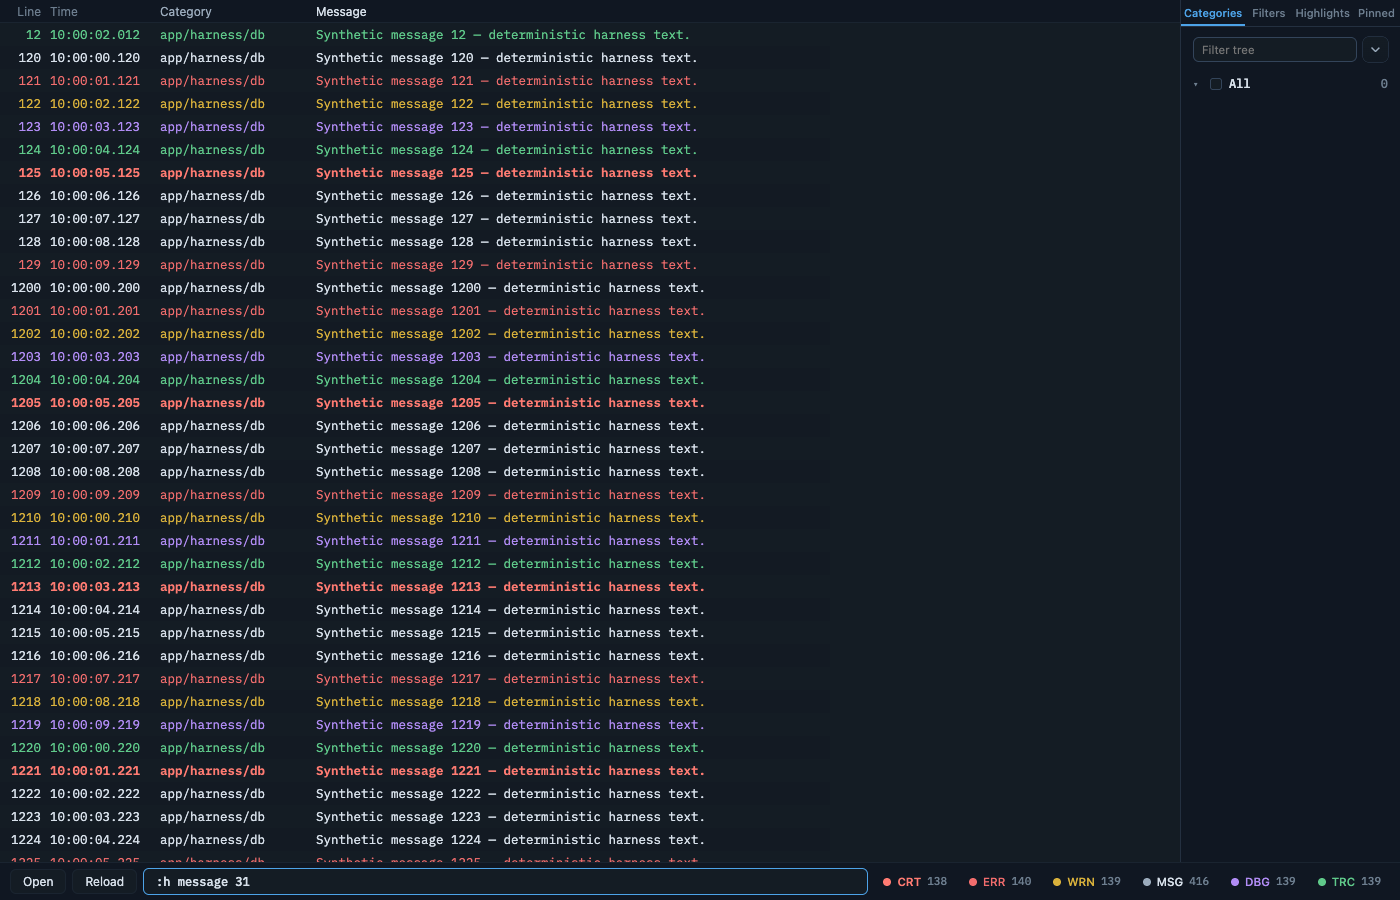 Line Time Category Message
12 10:00:02.012 app/harness/db Synthetic message 12 — deterministic harness text.
120 10:00:00.120 app/harness/db Synthetic message 120 — deterministic harness text.
121 10:00:01.121 app/harness/db Synthetic message 121 — deterministic harness text.
122 10:00:02.122 app/harness/db Synthetic message 122 — deterministic harness text.
123 10:00:03.123 app/harness/db Synthetic message 123 — deterministic harness text.
124 10:00:04.124 app/harness/db Synthetic message 124 — deterministic harness text.
125 10:00:05.125 app/harness/db Synthetic message 125 — deterministic harness text.
126 10:00:06.126 app/harness/db Synthetic message 126 — deterministic harness text.
127 10:00:07.127 app/harness/db Synthetic message 127 — deterministic harness text.
128 10:00:08.128 app/harness/db Synthetic message 128 — deterministic harness text.
129 10:00:09.129 app/harness/db Synthetic message 129 — deterministic harness text.
1200 10:00:00.200 app/harness/db Synthetic message 1200 — deterministic harness text.
1201 10:00:01.201 app/harness/db Synthetic message 1201 — deterministic harness text.
1202 10:00:02.202 app/harness/db Synthetic message 1202 — deterministic harness text.
1203 10:00:03.203 app/harness/db Synthetic message 1203 — deterministic harness text.
1204 10:00:04.204 app/harness/db Synthetic message 1204 — deterministic harness text.
1205 10:00:05.205 app/harness/db Synthetic message 1205 — deterministic harness text.
1206 10:00:06.206 app/harness/db Synthetic message 1206 — deterministic harness text.
1207 10:00:07.207 app/harness/db Synthetic message 1207 — deterministic harness text.
1208 10:00:08.208 app/harness/db Synthetic message 1208 — deterministic harness text.
1209 10:00:09.209 app/harness/db Synthetic message 1209 — deterministic harness text.
1210 10:00:00.210 app/harness/db Synthetic message 1210 — deterministic harness text.
1211 10:00:01.211 app/harness/db Synthetic message 1211 — deterministic harness text.
1212 10:00:02.212 app/harness/db Synthetic message 1212 — deterministic harness text.
1213 10:00:03.213 app/harness/db Synthetic message 1213 — deterministic harness text.
1214 10:00:04.214 app/harness/db Synthetic message 1214 — deterministic harness text.
1215 10:00:05.215 app/harness/db Synthetic message 1215 — deterministic harness text.
1216 10:00:06.216 app/harness/db Synthetic message 1216 — deterministic harness text.
1217 10:00:07.217 app/harness/db Synthetic message 1217 — deterministic harness text.
1218 10:00:08.218 app/harness/db Synthetic message 1218 — deterministic harness text.
1219 10:00:09.219 app/harness/db Synthetic message 1219 — deterministic harness text.
1220 10:00:00.220 app/harness/db Synthetic message 1220 — deterministic harness text.
1221 10:00:01.221 app/harness/db Synthetic message 1221 — deterministic harness text.
1222 10:00:02.222 app/harness/db Synthetic message 1222 — deterministic harness text.
1223 10:00:03.223 app/harness/db Synthetic message 1223 — deterministic harness text.
1224 10:00:04.224 app/harness/db Synthetic message 1224 — deterministic harness text.
Categories Filters Highlights Pinned
Filter tree
All 0
Open Reload :h message 31 CRT 138 ERR 140 WRN 139 MSG 416 DBG 139 TRC 139